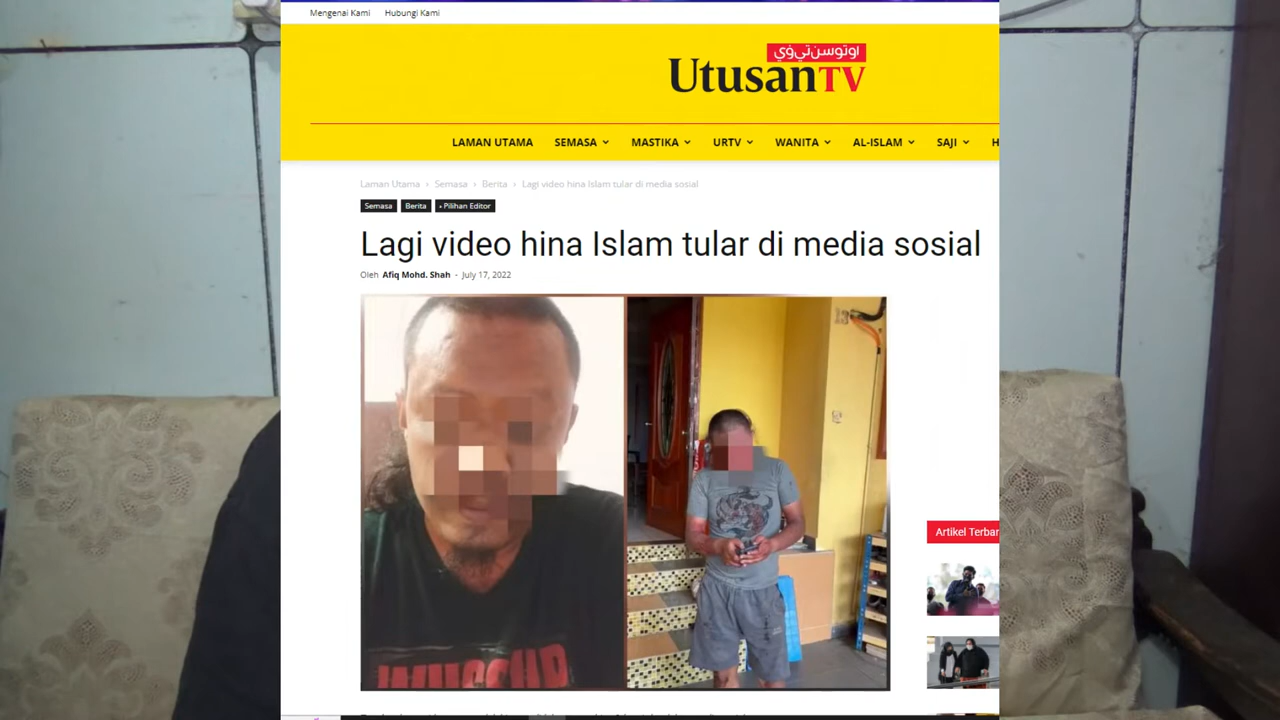 Mengenai Kami Hubungi Kami
اوتوسن تيۏي
UtusanTV
LAMAN UTAMA SEMASA MASTIKA URTV WANITA AL-ISLAM SAJI H
Laman Utama › Semasa › Berita › Lagi video hina Islam tular di media sosial
Semasa Berita • Pilihan Editor
Lagi video hina Islam tular di media sosial
Oleh Afiq Mohd. Shah - July 17, 2022
Artikel Terbar